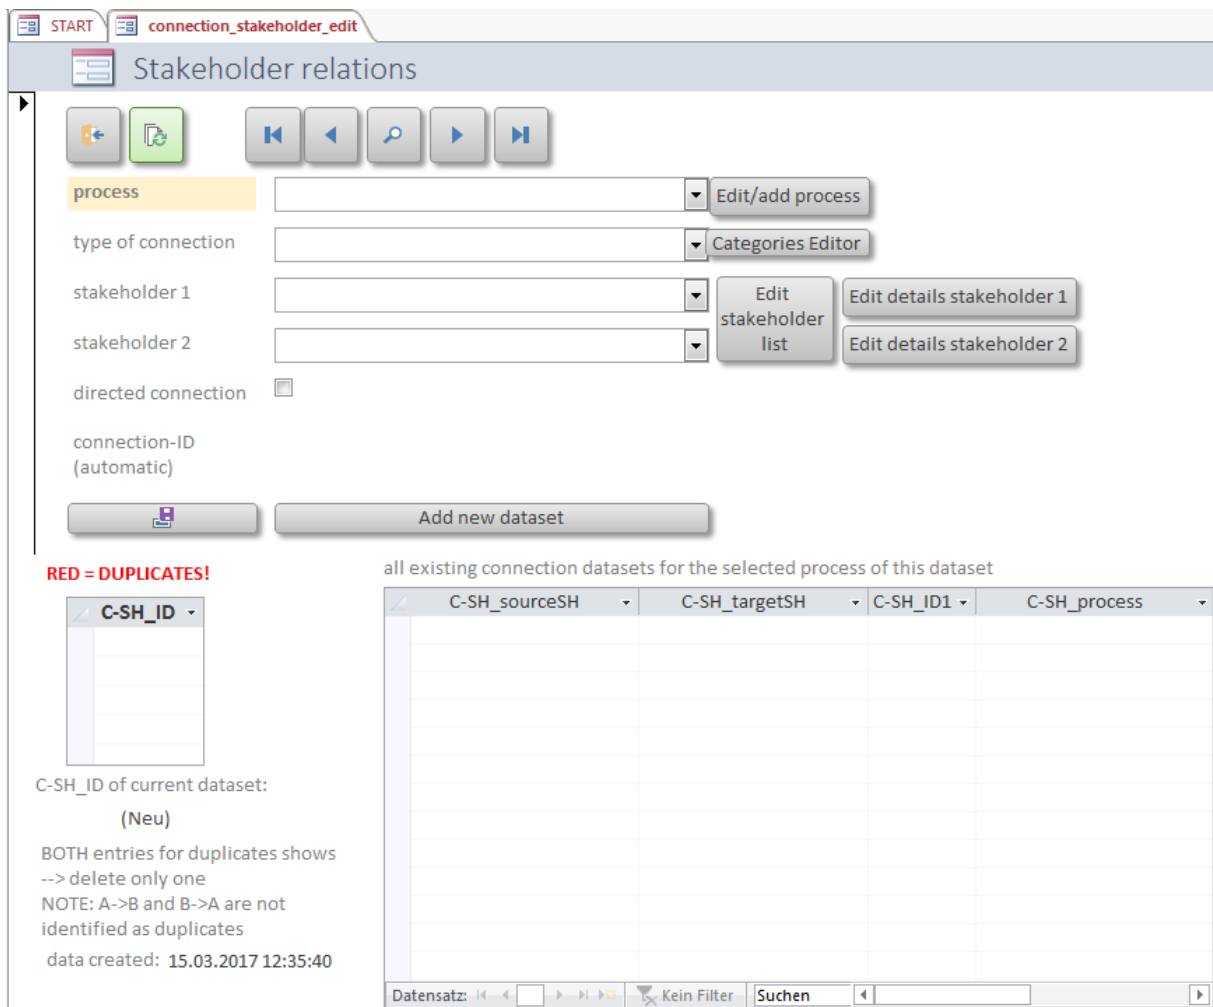 START
connection_stakeholder_edit
Stakeholder relations
process
Edit/add process
type of connection
Categories Editor
stakeholder 1
Edit
stakeholder
list
Edit details stakeholder 1
stakeholder 2
Edit details stakeholder 2
directed connection
connection-ID
(automatic)
Add new dataset
RED = DUPLICATES!
all existing connection datasets for the selected process of this dataset
C-SH_ID
C-SH_sourceSH
C-SH_targetSH
C-SH_ID1
C-SH_process
C-SH_ID of current dataset:
(Neu)
BOTH entries for duplicates shows
--> delete only one
NOTE: A->B and B->A are not
identified as duplicates
data created: 15.03.2017 12:35:40
Datensatz:
Kein Filter
Suchen